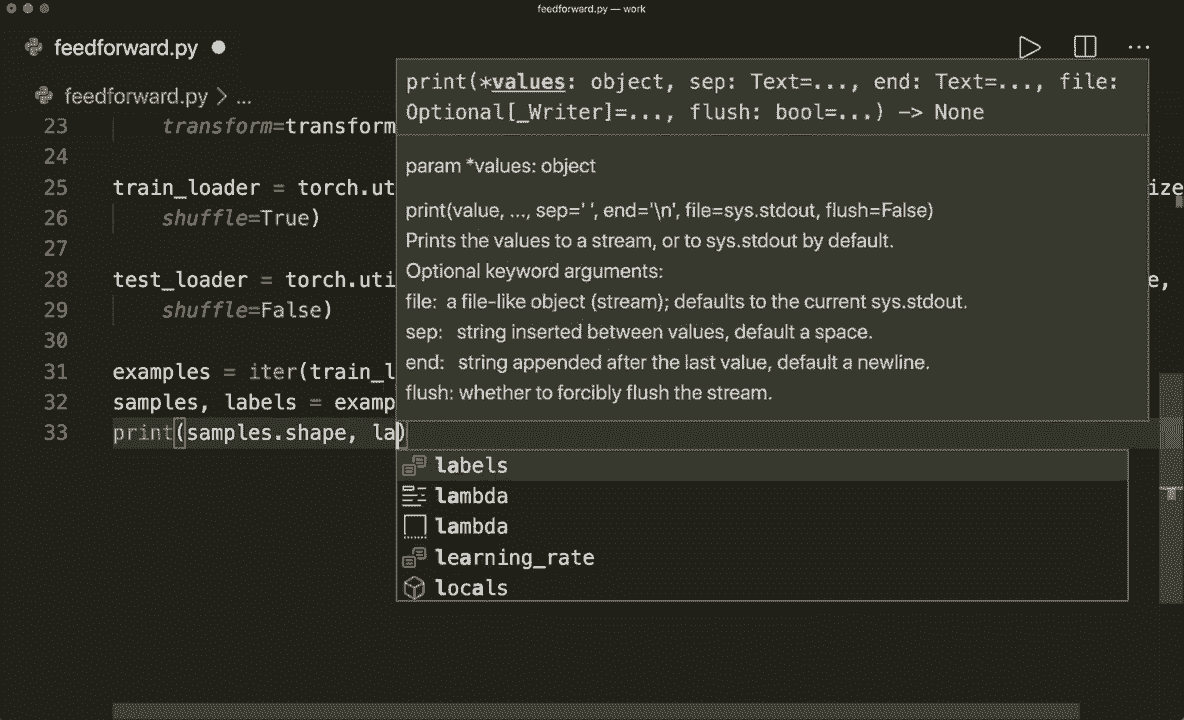 feedforward.py — work
feedforward.py
feedforward.py > ...
print(*values: object, sep: Text=..., end: Text=..., file:
Optional[_Writer]=..., flush: bool=...) -> None
param *values: object
print(value, ..., sep=' ', end='\n', file=sys.stdout, flush=False)
Prints the values to a stream, or to sys.stdout by default.
Optional keyword arguments:
file: a file-like object (stream); defaults to the current sys.stdout.
sep: string inserted between values, default a space.
end: string appended after the last value, default a newline.
flush: whether to forcibly flush the stream.
23 transform=transform
24
25 train_loader = torch.ut ize
26 shuffle=True)
27
28 test_loader = torch.uti e,
29 shuffle=False)
30
31 examples = iter(train_l
32 samples, labels = examp
33 print(samples.shape, la)
labels
lambda
lambda
learning_rate
locals